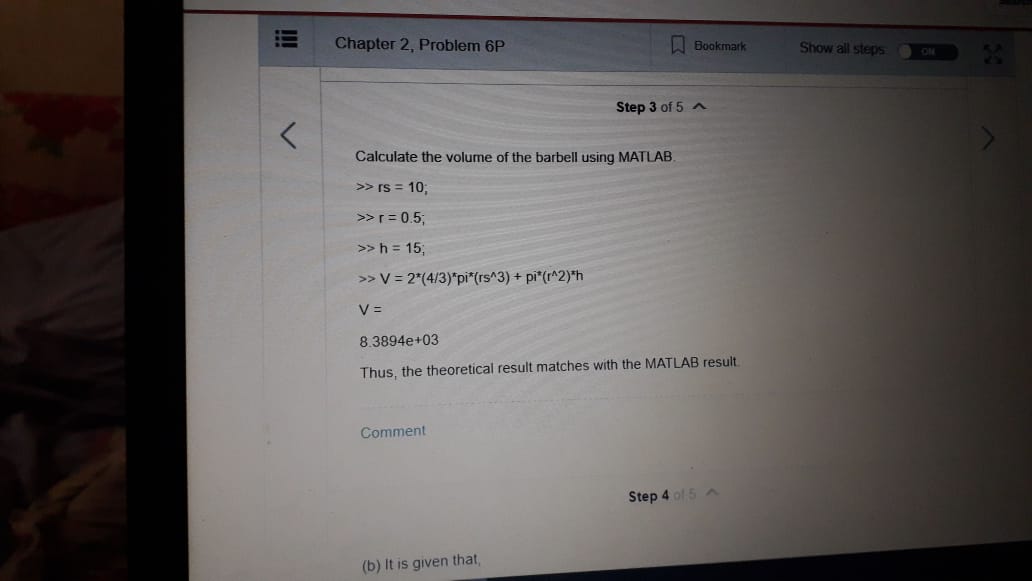 Chapter 2, Problem 6P
Bookmark
Show all steps: ON
Step 3 of 5
Calculate the volume of the barbell using MATLAB.
>> rs = 10;
>> r = 0.5;
>> h = 15;
>> V = 2*(4/3)*pi*(rs^3) + pi*(r^2)*h
V =
8.3894e+03
Thus, the theoretical result matches with the MATLAB result.
Comment
Step 4 of 5
(b) It is given that,